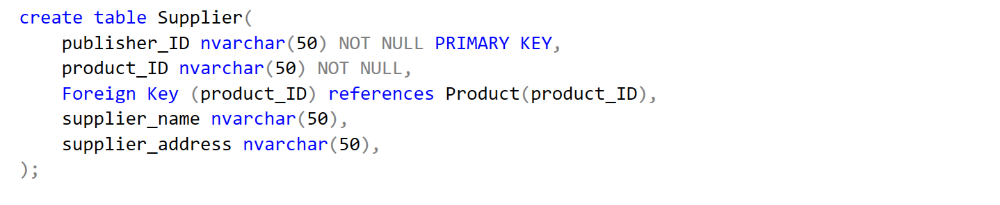 create table Supplier(
publisher_ID nvarchar(50) NOT NULL PRIMARY KEY,
product_ID nvarchar(50) NOT NULL,
Foreign Key (product_ID) references Product(product_ID),
supplier_name nvarchar(50),
supplier_address nvarchar(50),
);